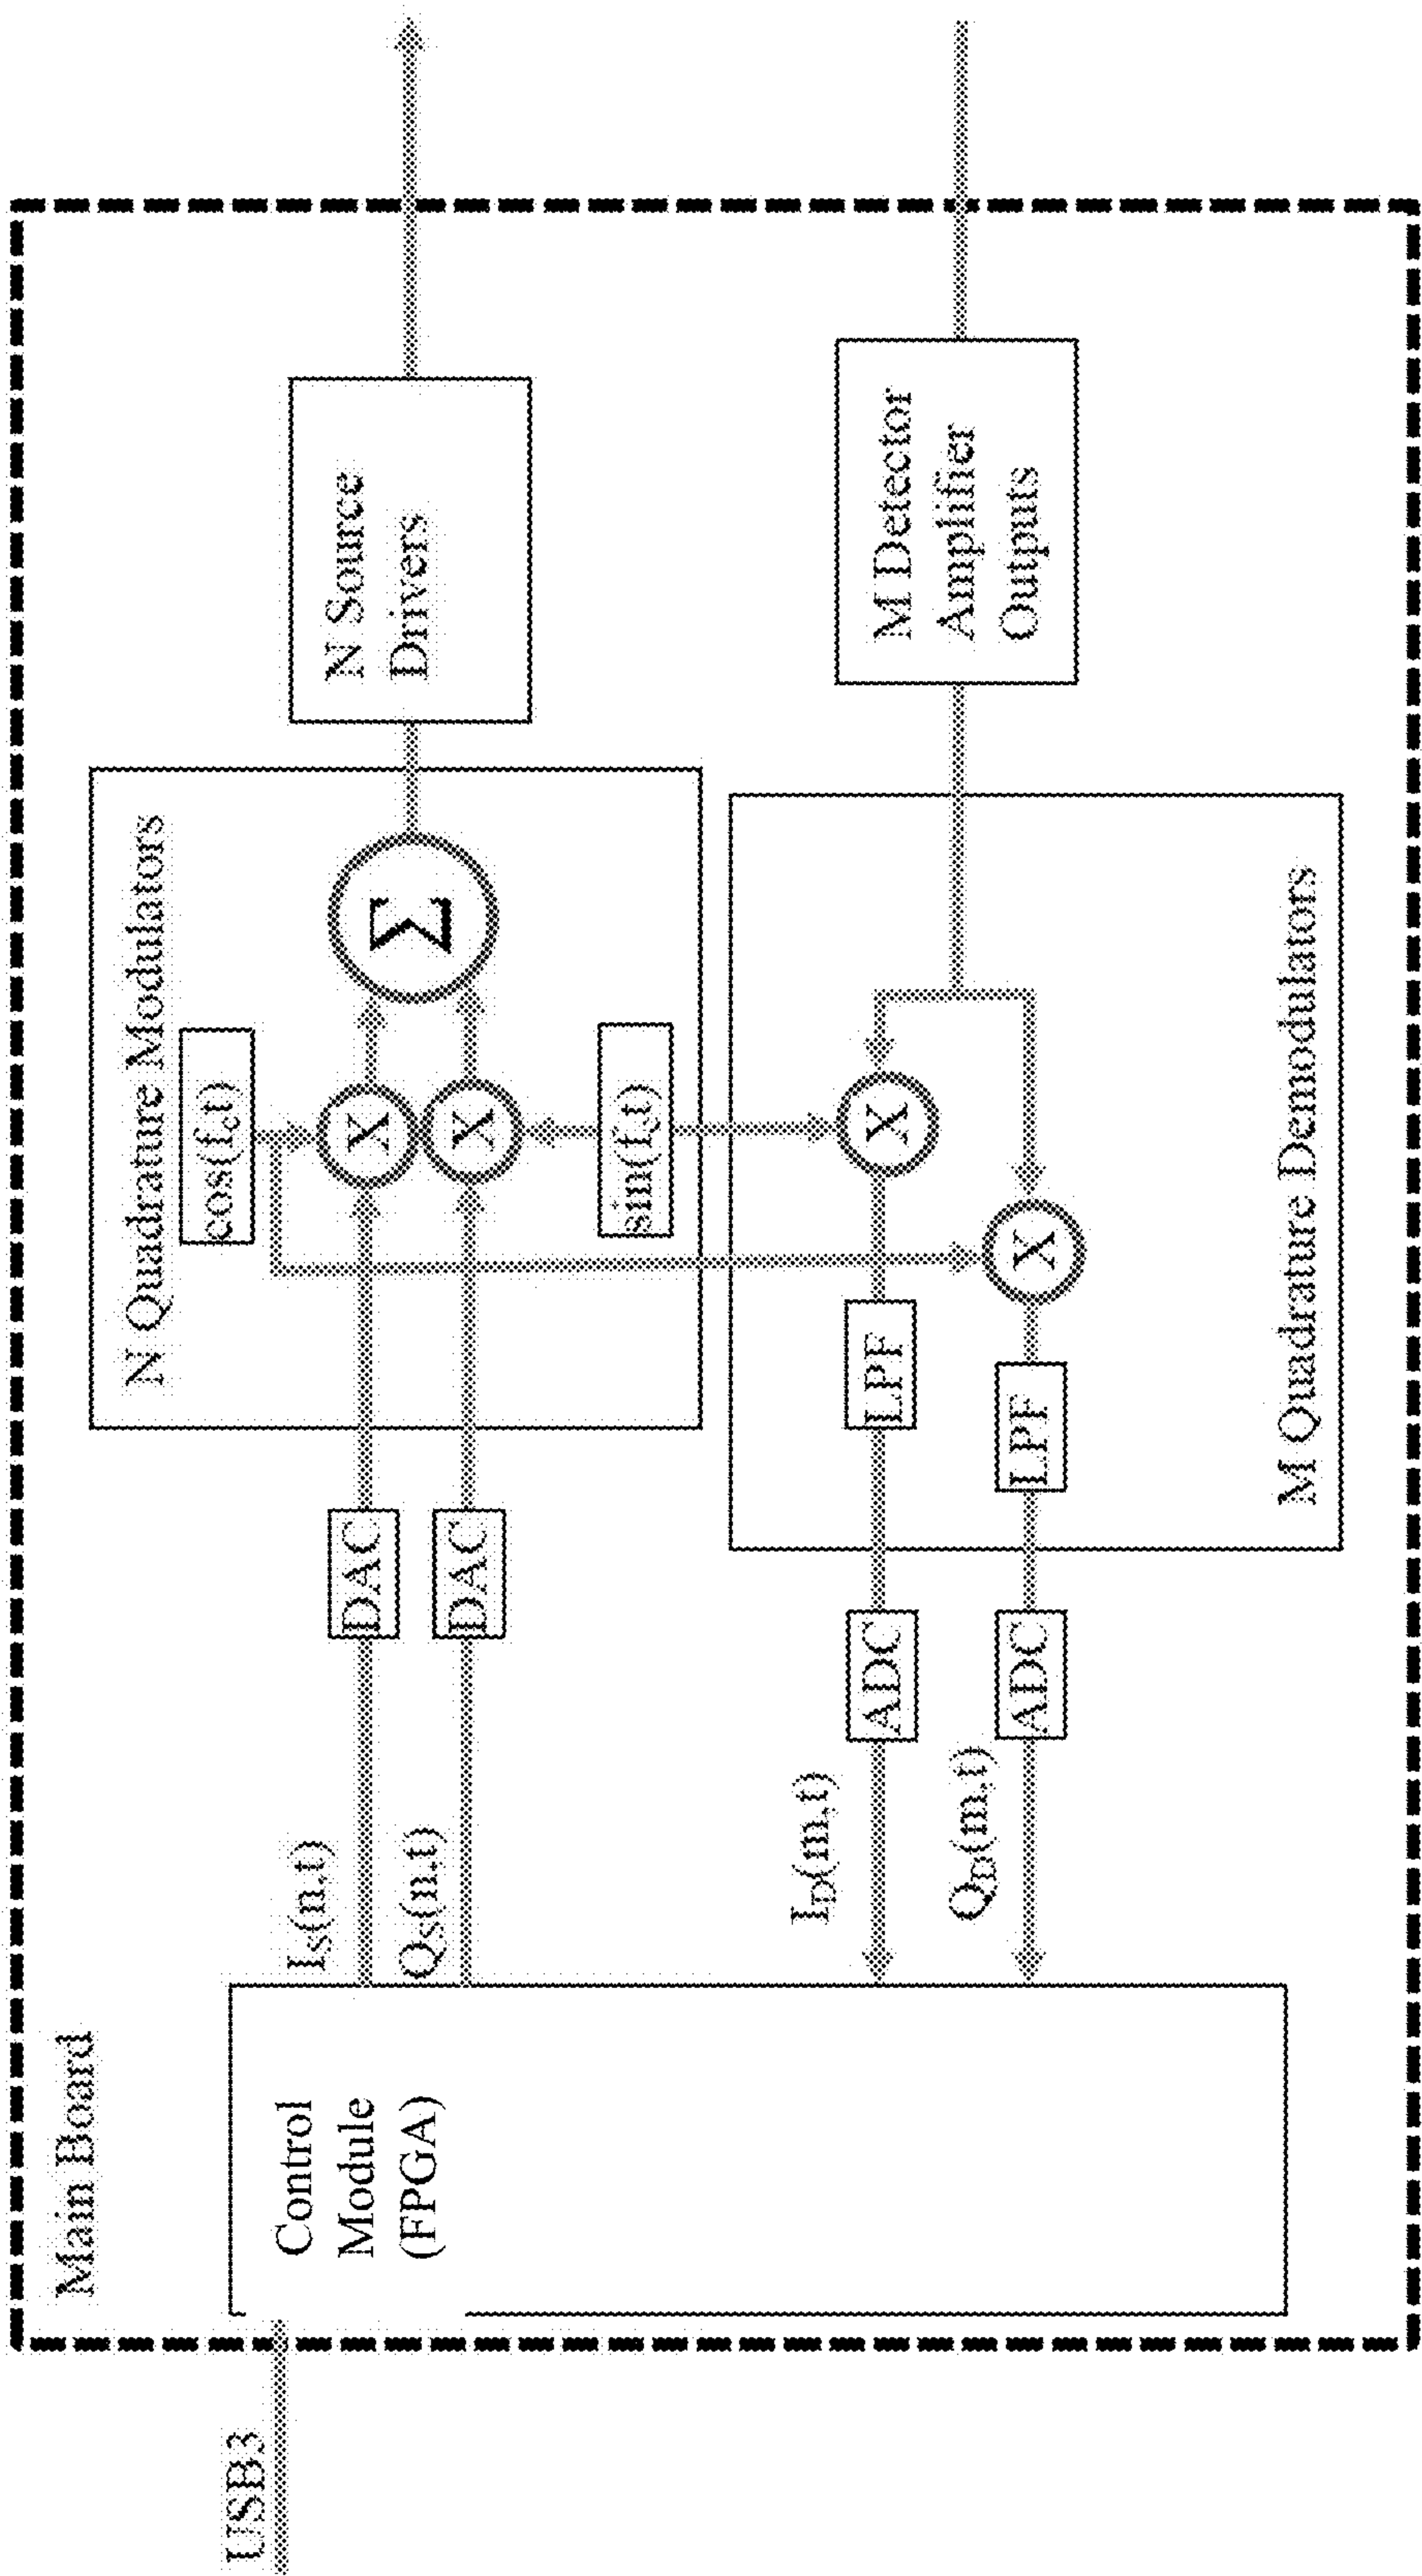 USB3
Main Board
Control
Module
(FPGA)
I_S(n,t)
Q_S(n,t)
DAC
DAC
N Quadrature Modulators
cos(f_ct)
X
X
sin(f_ct)
Σ
N Source
Drivers
I_D(m,t)
Q_D(m,t)
ADC
ADC
LPF
LPF
X
X
M Quadrature Demodulators
M Detector
Amplifier
Outputs